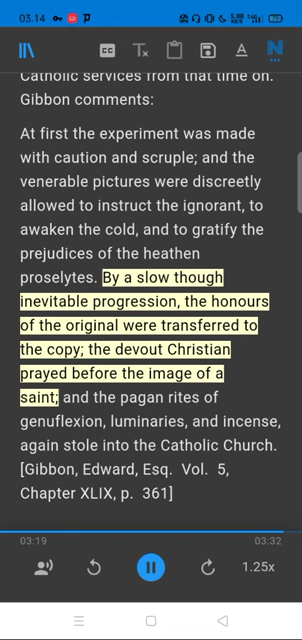 03.14
5,00
KB/S
CC
Catholic services from that time on.
Gibbon comments:
At first the experiment was made
with caution and scruple; and the
venerable pictures were discreetly
allowed to instruct the ignorant, to
awaken the cold, and to gratify the
prejudices of the heathen
proselytes. By a slow though
inevitable progression, the honours
of the original were transferred to
the copy; the devout Christian
prayed before the image of a
saint; and the pagan rites of
genuflexion, luminaries, and incense,
again stole into the Catholic Church.
[Gibbon, Edward, Esq. Vol. 5,
Chapter XLIX, p. 361]
03:19 03:32
1.25x